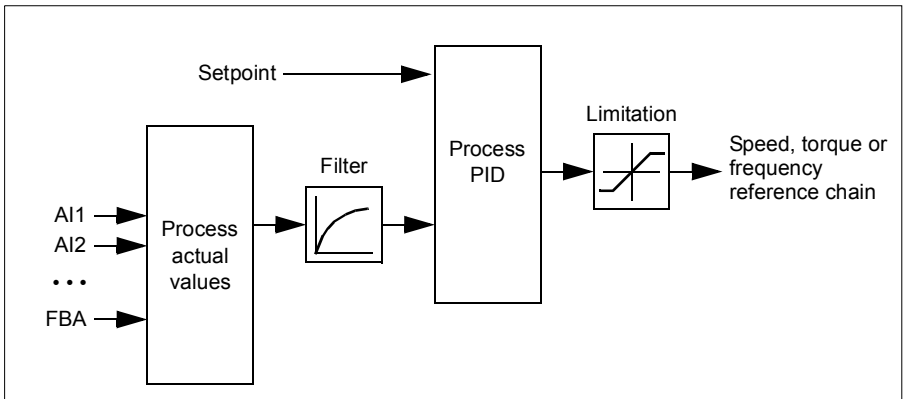 Setpoint
Limitation
Process
PID
Speed, torque or
frequency
reference chain
Filter
AI1
AI2
• • •
FBA
Process
actual
values